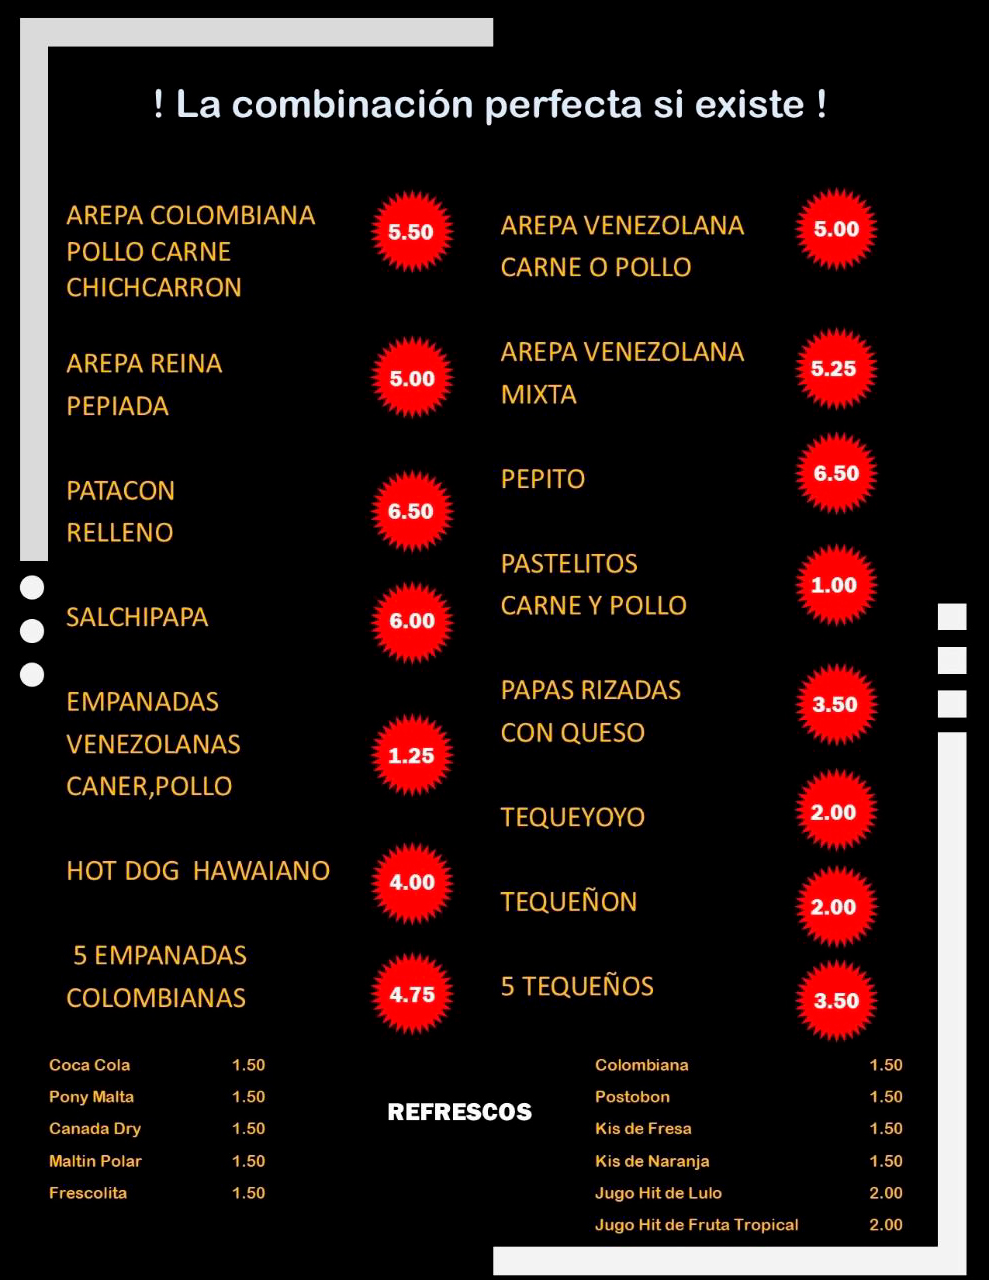 ! La combinación perfecta si existe !
AREPA COLOMBIANA
POLLO CARNE
CHICHCARRON
5.50
AREPA REINA
PEPIADA
5.00
PATACON
RELLENO
6.50
SALCHIPAPA
6.00
EMPANADAS
VENEZOLANAS
CANER,POLLO
1.25
HOT DOG  HAWAIANO
4.00
5 EMPANADAS
COLOMBIANAS
4.75
AREPA VENEZOLANA
CARNE O POLLO
5.00
AREPA VENEZOLANA
MIXTA
5.25
PEPITO
6.50
PASTELITOS
CARNE Y POLLO
1.00
PAPAS RIZADAS
CON QUESO
3.50
TEQUEYOYO
2.00
TEQUEÑON
2.00
5 TEQUEÑOS
3.50
REFRESCOS
Coca Cola 1.50
Pony Malta 1.50
Canada Dry 1.50
Maltin Polar 1.50
Frescolita 1.50
Colombiana 1.50
Postobon 1.50
Kis de Fresa 1.50
Kis de Naranja 1.50
Jugo Hit de Lulo 2.00
Jugo Hit de Fruta Tropical 2.00